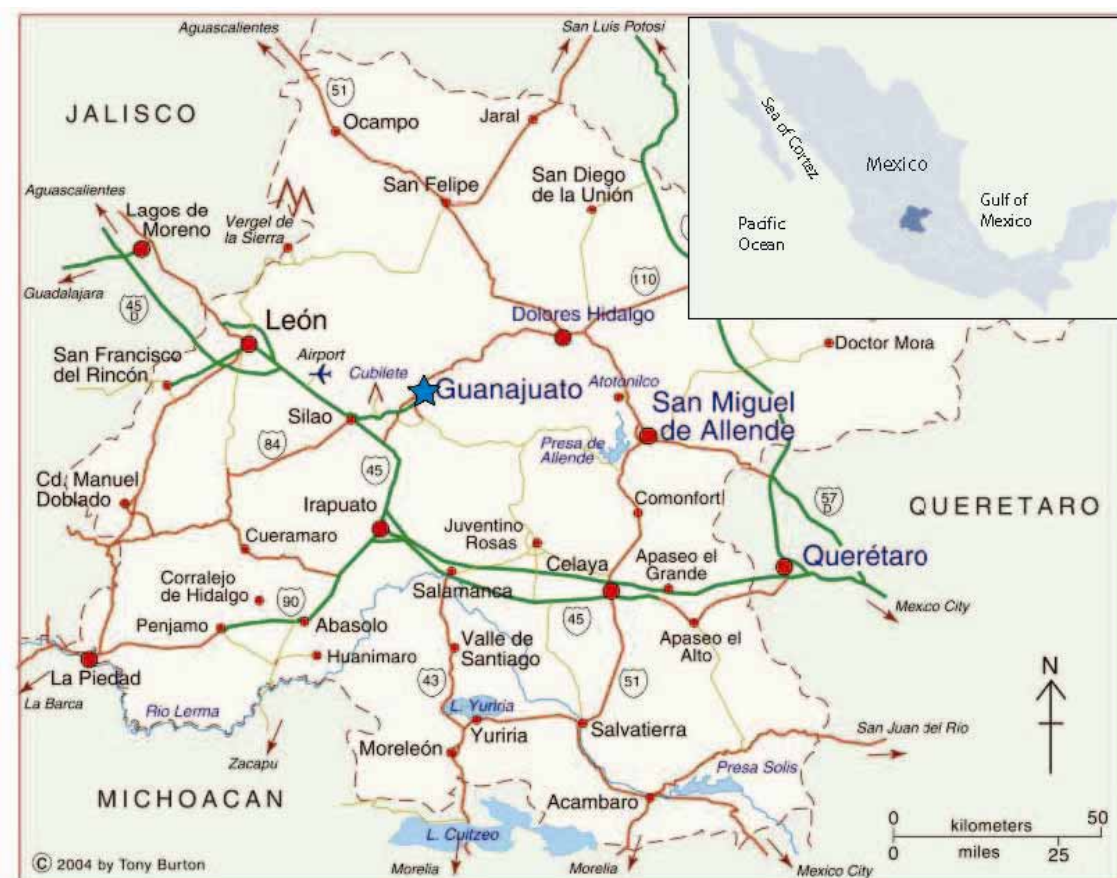 Aguascalientes
San Luis Potosi
51
JALISCO
Ocampo
Jaral
San Felipe
San Diego
de la Unión
Aguascalientes
Lagos de
Moreno
Vergel de
la Sierra
Guadalajara
45
D
110
León
Dolores Hidalgo
San Francisco
del Rincón
Airport
Cubilete
Guanajuato
Atotonilco
Doctor Mora
Silao
San Miguel
de Allende
84
Presa de
Allende
45
Cd. Manuel
Doblado
Irapuato
Comonfort
57
D
QUERETARO
Cueramaro
Juventino
Rosas
Celaya
Apaseo el
Grande
Querétaro
Corralejo
de Hidalgo
Salamanca
90
45
Mexico City
Penjamo
Abasolo
Valle de
Santiago
Apaseo el
Alto
Huanimaro
La Piedad
43
51
N
La Barca
Rio Lerma
L. Yuriria
Yuriria
Salvatierra
San Juan del Río
Zacapu
Moreleón
Presa Solis
MICHOACAN
Acambaro
0
50
kilometers
0
miles
25
L. Cuitzeo
© 2004 by Tony Burton
Morelia
Morelia
Mexico City
Sea of Cortez
Mexico
Gulf of
Mexico
Pacific
Ocean